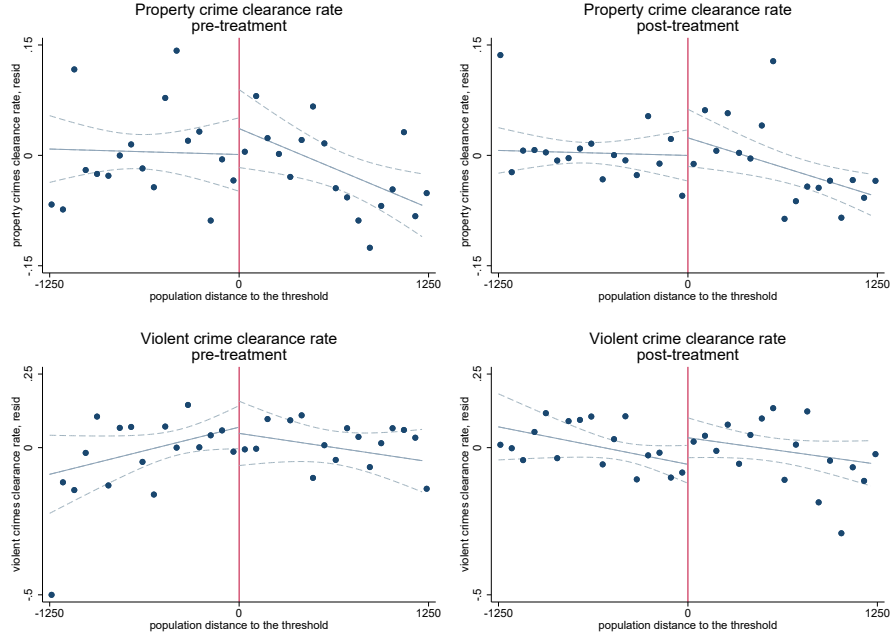 Property crime clearance rate
pre-treatment
property crimes clearance rate, resid
.15
0
-.15
-1250
0
1250
population distance to the threshold
Property crime clearance rate
post-treatment
property crimes clearance rate, resid
.15
0
-.15
-1250
0
1250
population distance to the threshold
Violent crime clearance rate
pre-treatment
violent crimes clearance rate, resid
.25
0
-.5
-1250
0
1250
population distance to the threshold
Violent crime clearance rate
post-treatment
violent crimes clearance rate, resid
.25
0
-.5
-1250
0
1250
population distance to the threshold